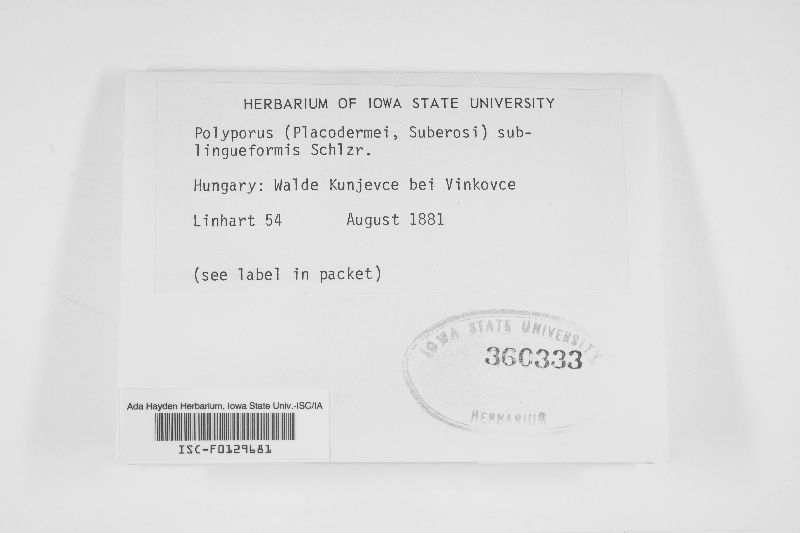 HERBARIUM OF IOWA STATE UNIVERSITY
Polyporus (Placodermei, Suberosi) sub-
lingueformis Schlzr.
Hungary: Walde Kunjevce bei Vinkovce
Linhart 54 August 1881
(see label in packet)
IOWA STATE UNIVERSITY
360333
HERBARIUM
Ada Hayden Herbarium, Iowa State Univ.-ISC/IA
ISC-F0129681